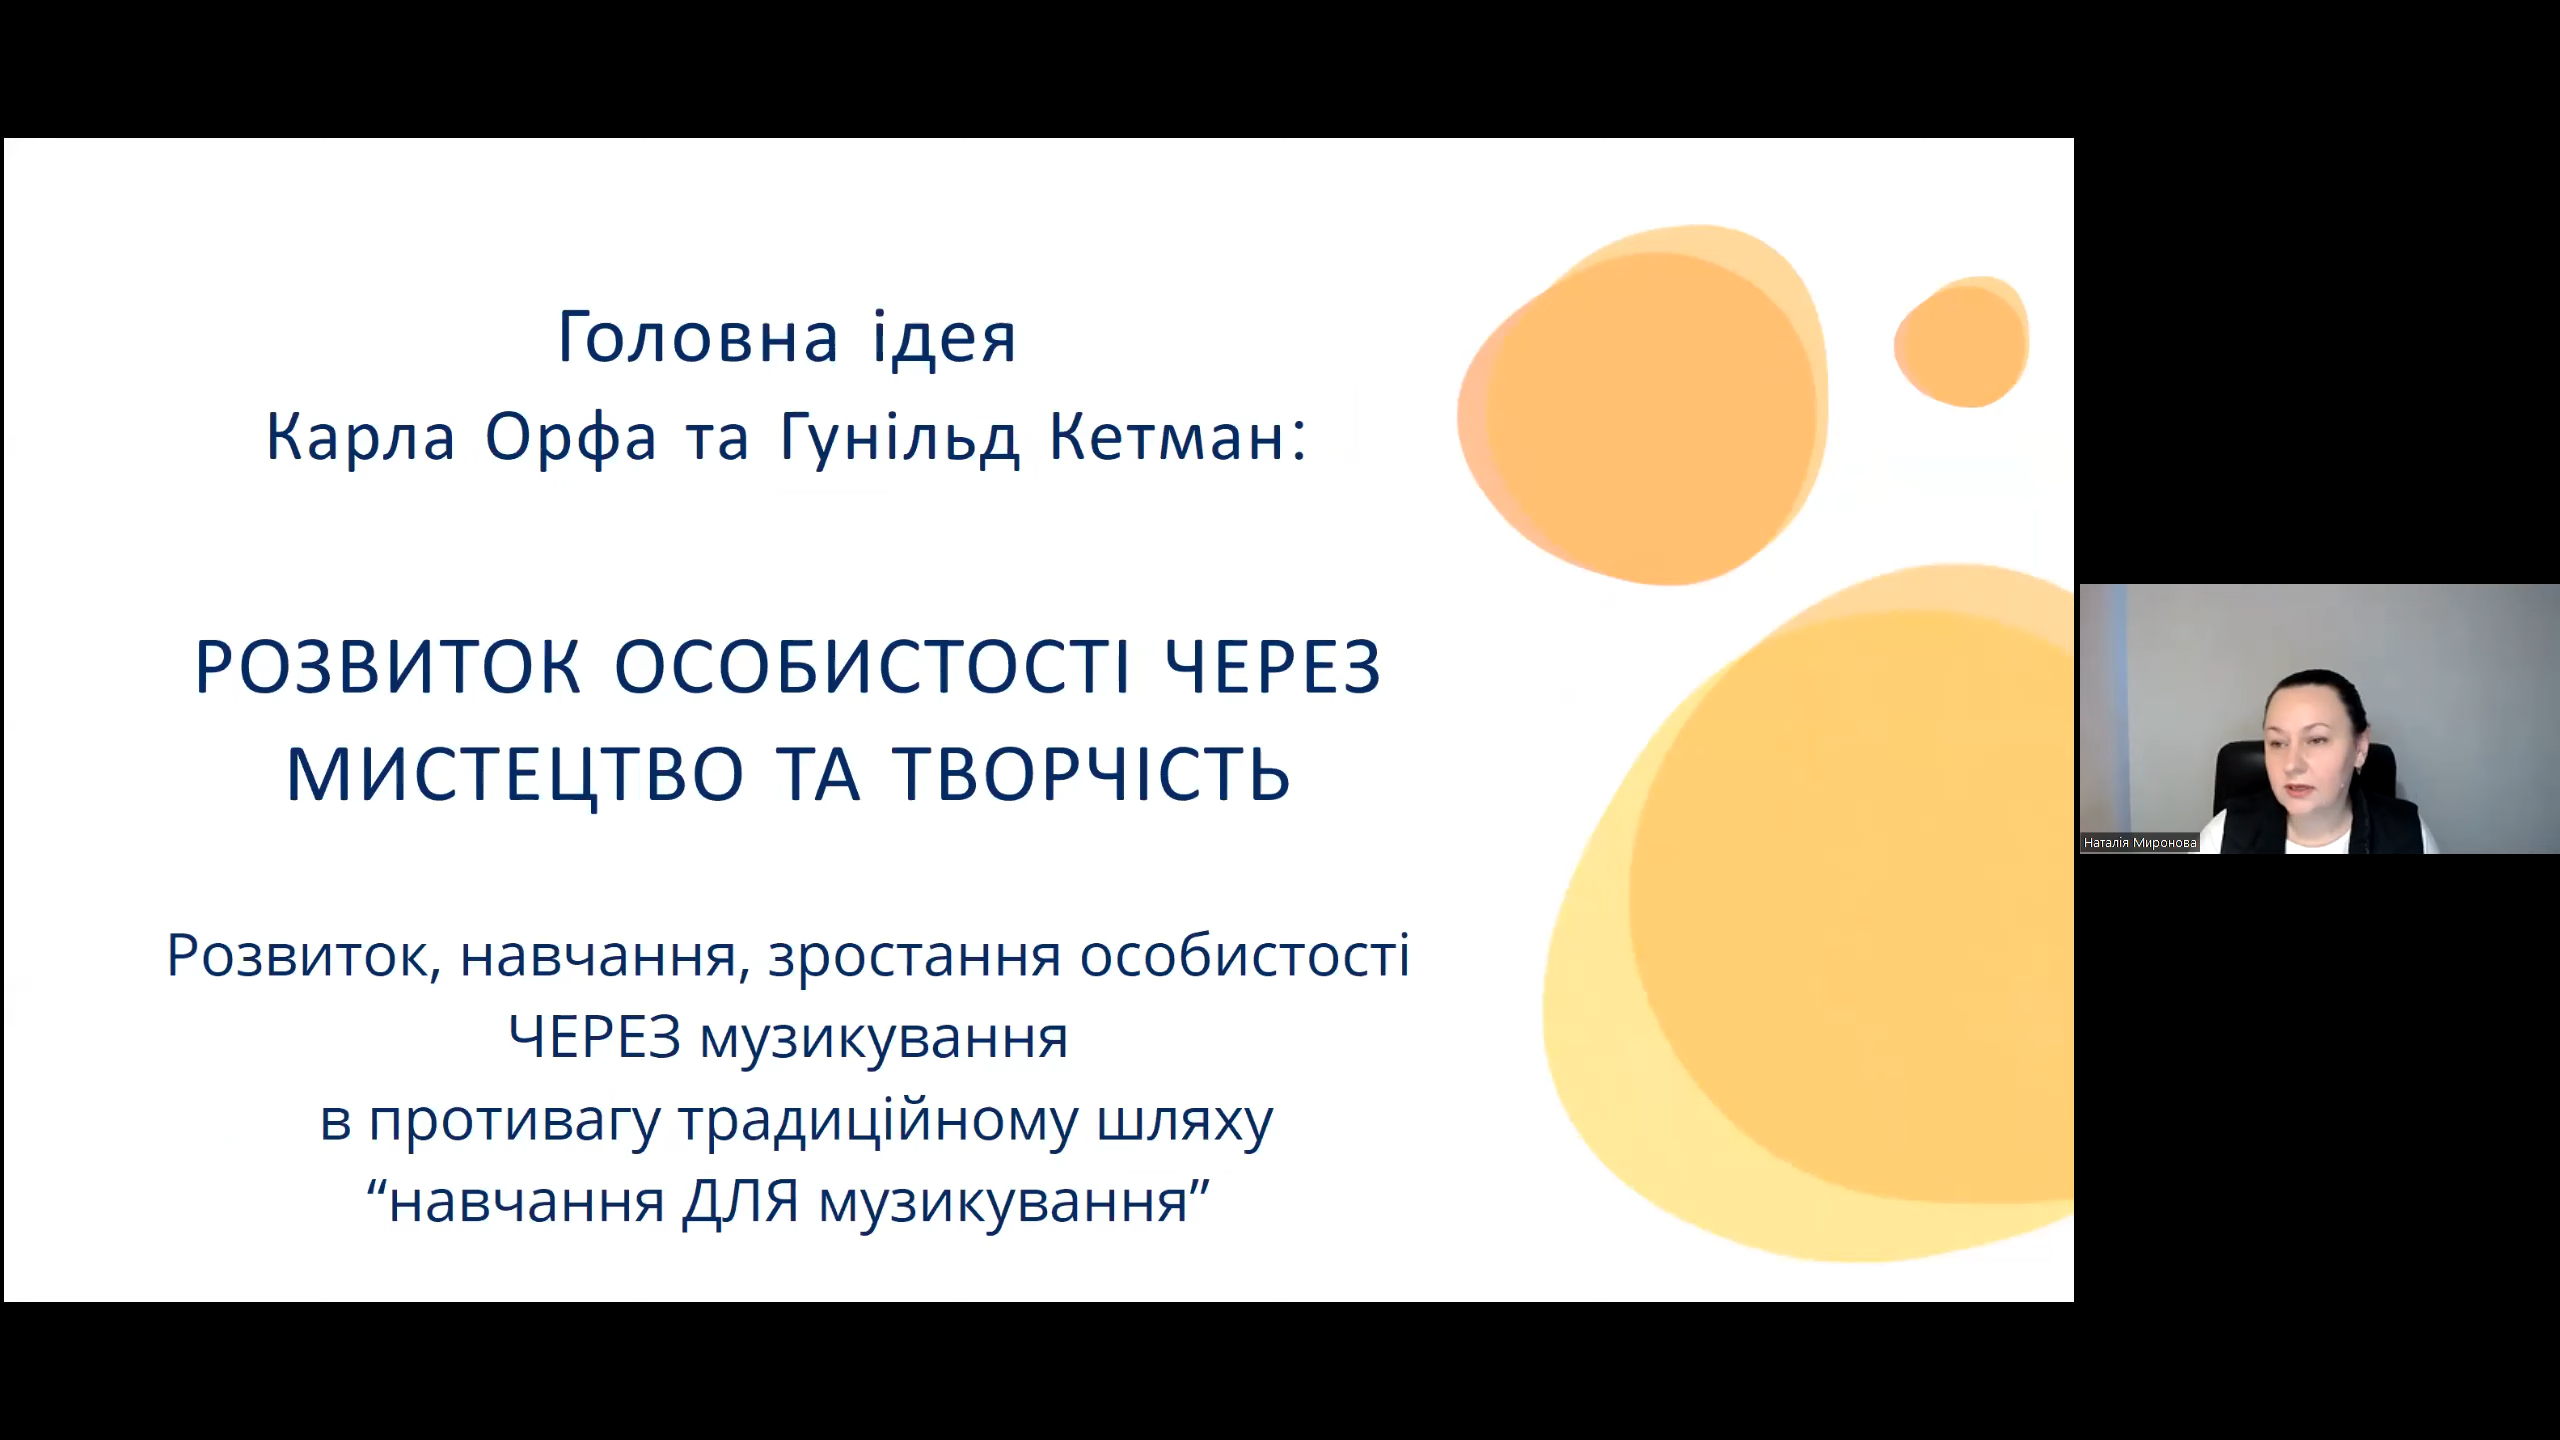 Головна ідея
Карла Орфа та Гунільд Кетман:
РОЗВИТОК ОСОБИСТОСТІ ЧЕРЕЗ
МИСТЕЦТВО ТА ТВОРЧІСТЬ
Розвиток, навчання, зростання особистості
ЧЕРЕЗ музикування
в противагу традиційному шляху
“навчання ДЛЯ музикування”
Наталія Миронова